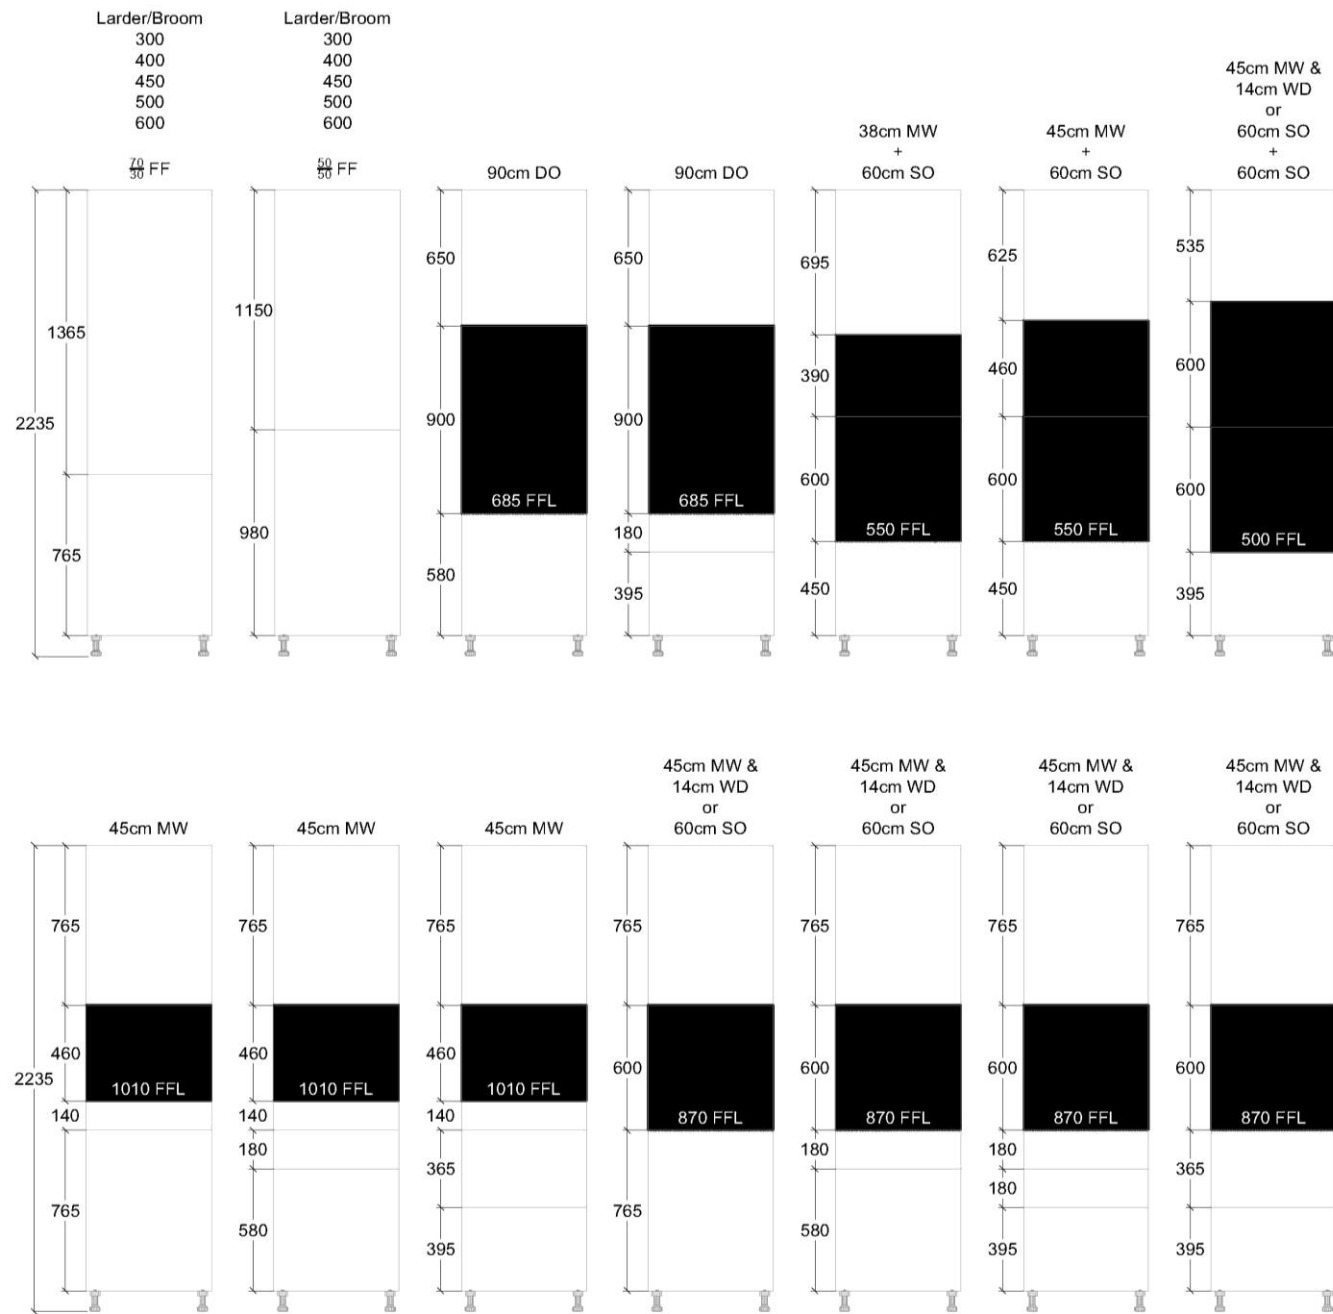 Larder/Broom
300
400
450
500
600
70/30 FF
2235
1365
765
Larder/Broom
300
400
450
500
600
50/50 FF
1150
980
90cm DO
650
900
685 FFL
580
90cm DO
650
900
685 FFL
180
395
38cm MW
+
60cm SO
695
390
600
550 FFL
450
45cm MW
+
60cm SO
625
460
600
550 FFL
450
45cm MW &
14cm WD
or
60cm SO
+
60cm SO
535
600
600
500 FFL
395
45cm MW
2235
765
460
1010 FFL
140
765
45cm MW
765
460
1010 FFL
140
180
580
45cm MW
765
460
1010 FFL
140
365
395
45cm MW &
14cm WD
or
60cm SO
765
600
870 FFL
765
45cm MW &
14cm WD
or
60cm SO
765
600
870 FFL
180
580
45cm MW &
14cm WD
or
60cm SO
765
600
870 FFL
180
180
395
45cm MW &
14cm WD
or
60cm SO
765
600
870 FFL
365
395